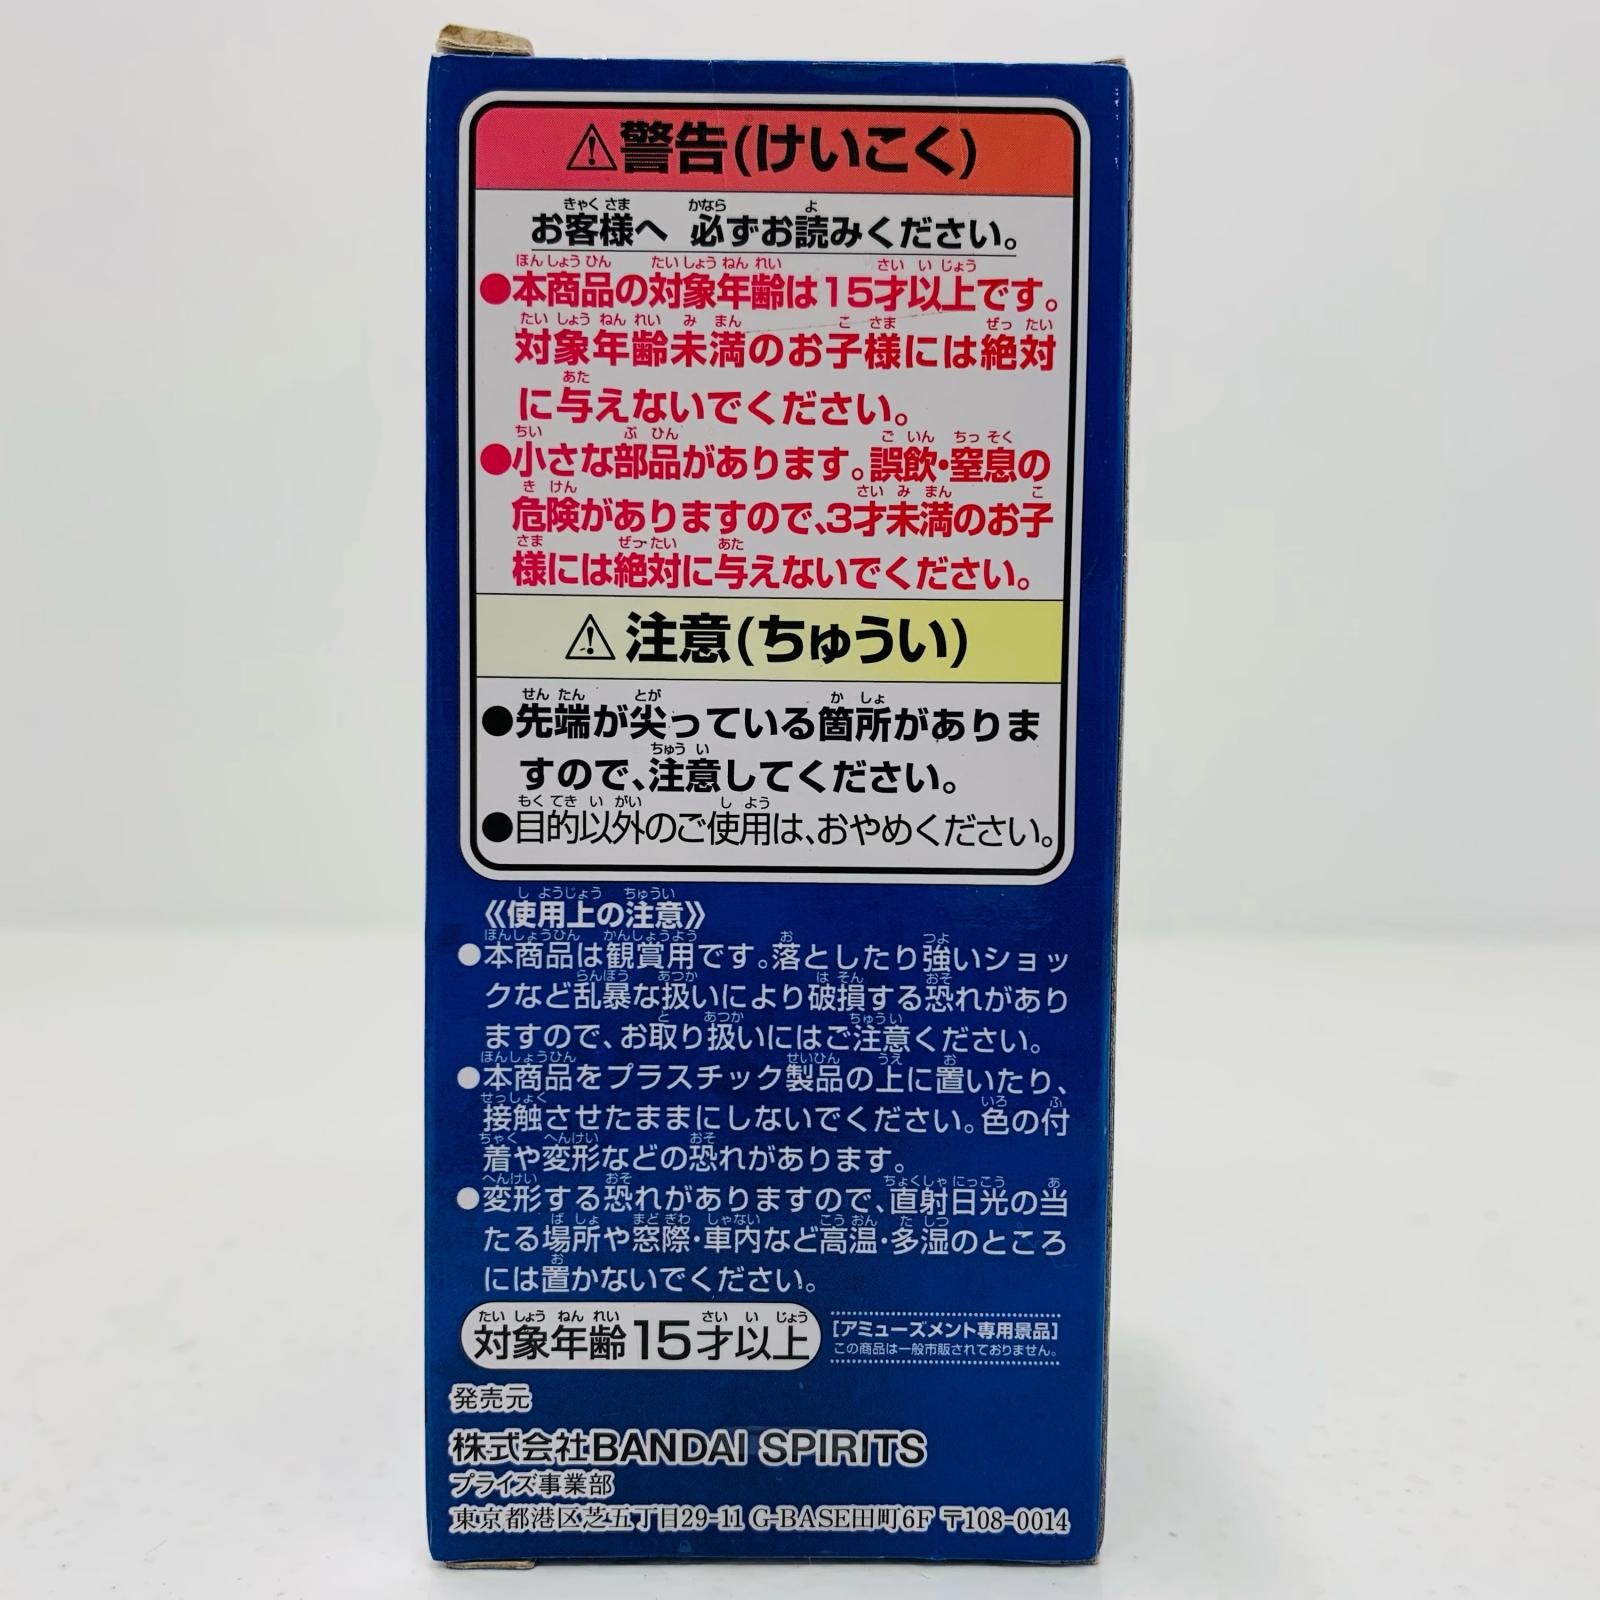 ⚠警告(けいこく)
お客様へ 必ずお読みください。
●本商品の対象年齢は15才以上です。
対象年齢未満のお子様には絶対
に与えないでください。
●小さな部品があります。誤飲・窒息の
危険がありますので、3才未満のお子
様には絶対に与えないでください。
⚠注意(ちゅうい)
●先端が尖っている箇所がありま
すので、注意してください。
●目的以外のご使用は、おやめください。
《使用上の注意》
●本商品は観賞用です。落としたり強いショッ
クなど乱暴な扱いにより破損する恐れがあり
ますので、お取り扱いにはご注意ください。
●本商品をプラスチック製品の上に置いたり、
接触させたままにしないでください。色の付
着や変形などの恐れがあります。
●変形する恐れがありますので、直射日光の当
たる場所や窓際・車内など高温・多湿のところ
には置かないでください。
対象年齢15才以上
[アミューズメント専用景品]
この商品は一般市販されておりません。
発売元
株式会社BANDAI SPIRITS
プライズ事業部
東京都港区芝五丁目29-11 G-BASE田町6F 〒108-0014